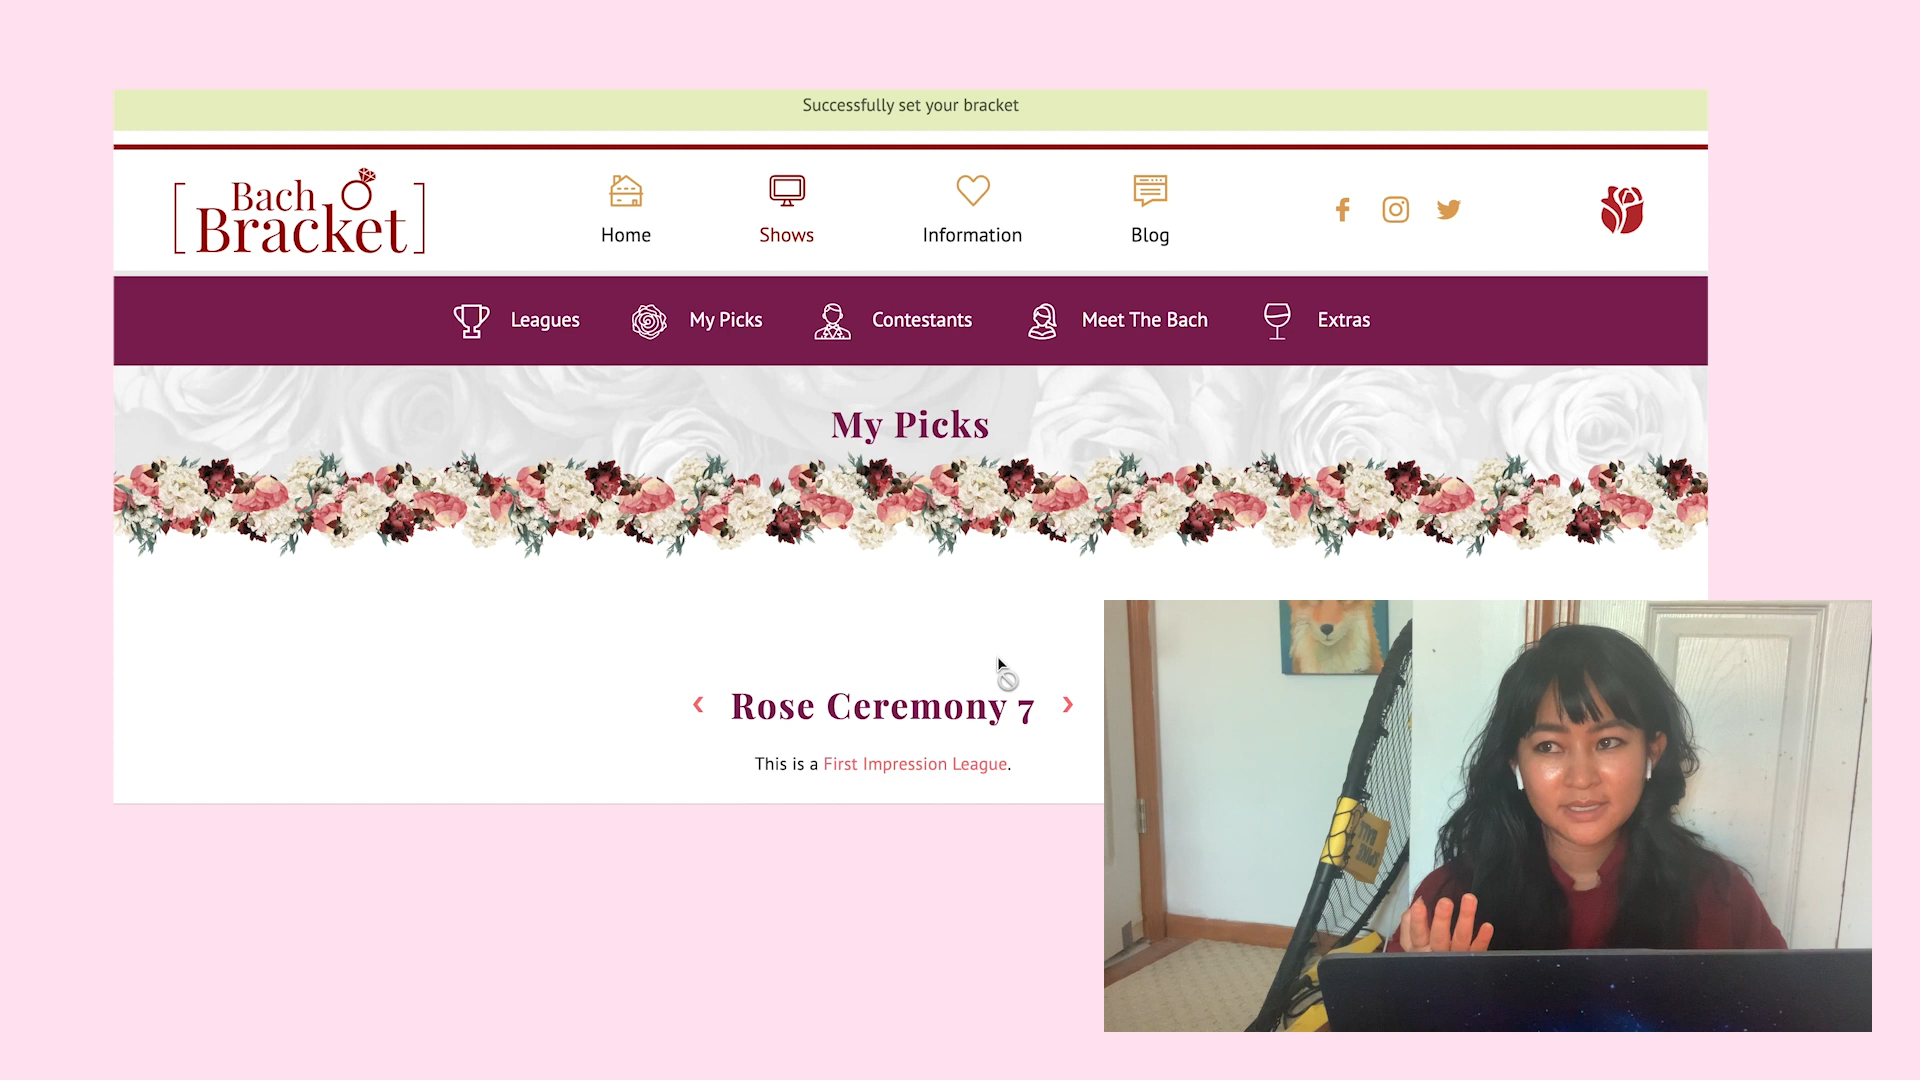 Successfully set your bracket
Bach
Bracket
Home
Shows
Information
Blog
Leagues
My Picks
Contestants
Meet The Bach
Extras
My Picks
Rose Ceremony 7
This is a First Impression League.